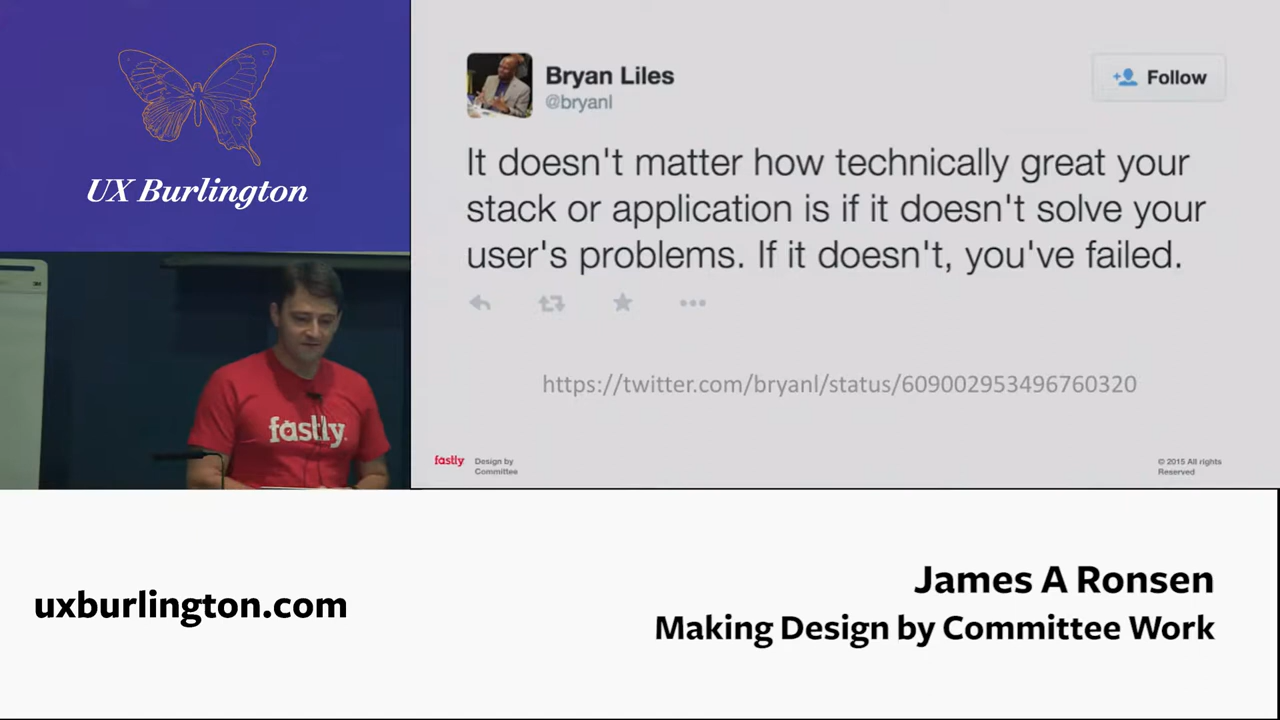 UX Burlington
Bryan Liles
@bryanl
Follow
It doesn't matter how technically great your
stack or application is if it doesn't solve your
user's problems. If it doesn't, you've failed.
https://twitter.com/bryanl/status/609002953496760320
fastly
Design by
Committee
© 2015 All rights
Reserved
3M
fastly.
uxburlington.com
James A Ronsen
Making Design by Committee Work